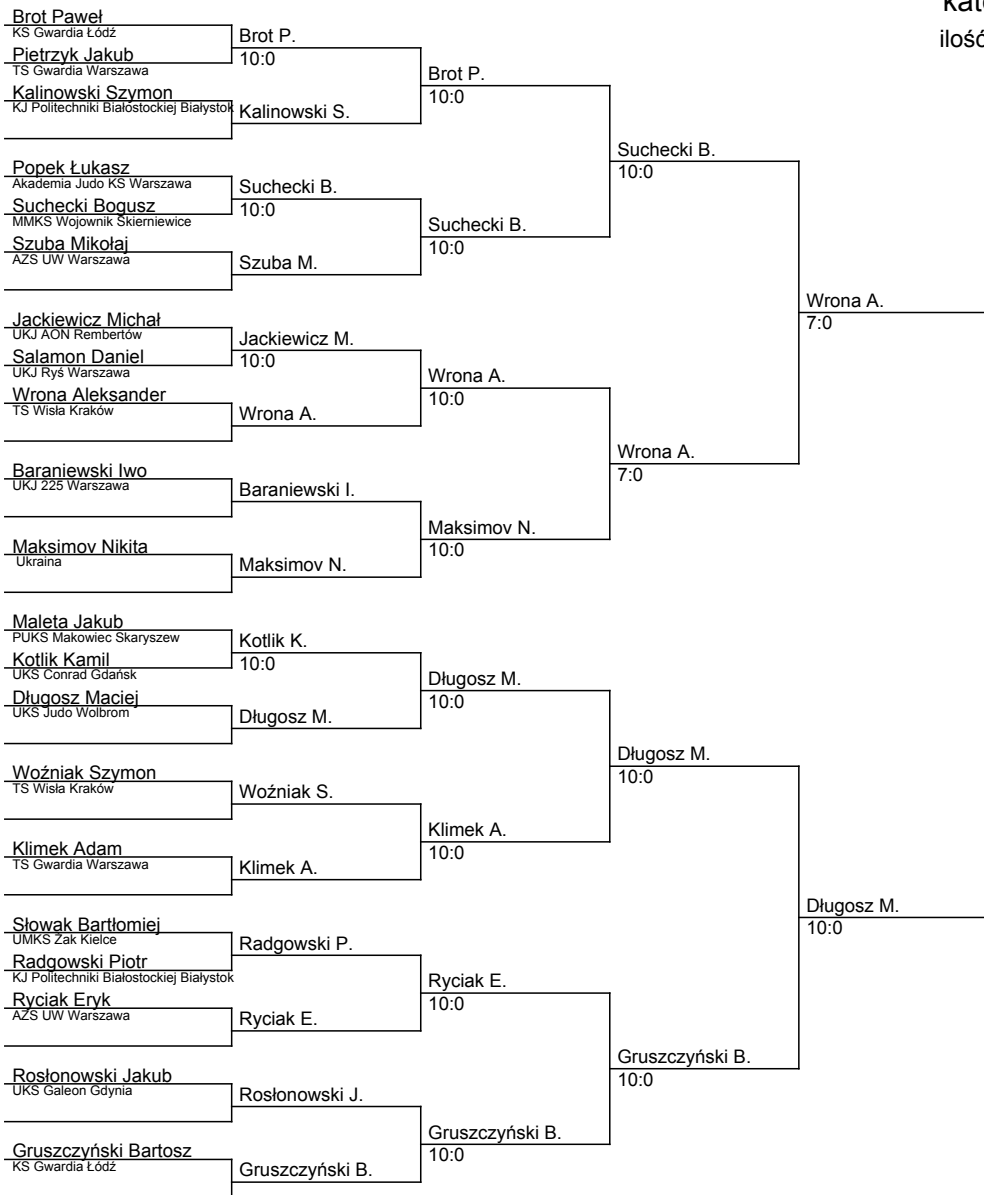 kate
ilość
Brot Paweł
KS Gwardia Łódź
Pietrzyk Jakub
TS Gwardia Warszawa
Kalinowski Szymon
KJ Politechniki Białostockiej Białystok
Popek Łukasz
Akademia Judo KS Warszawa
Suchecki Bogusz
MMKS Wojownik Skierniewice
Szuba Mikołaj
AZS UW Warszawa
Jackiewicz Michał
UKJ AON Rembertów
Salamon Daniel
UKJ Ryś Warszawa
Wrona Aleksander
TS Wisła Kraków
Baraniewski Iwo
UKJ 225 Warszawa
Maksimov Nikita
Ukraina
Maleta Jakub
PUKS Makowiec Skaryszew
Kotlik Kamil
UKS Conrad Gdańsk
Długosz Maciej
UKS Judo Wolbrom
Woźniak Szymon
TS Wisła Kraków
Klimek Adam
TS Gwardia Warszawa
Słowak Bartłomiej
UMKS Żak Kielce
Radgowski Piotr
KJ Politechniki Białostockiej Białystok
Ryciak Eryk
AZS UW Warszawa
Rosłonowski Jakub
UKS Galeon Gdynia
Gruszczyński Bartosz
KS Gwardia Łódź
Brot P.
10:0
Kalinowski S.
Suchecki B.
10:0
Szuba M.
Jackiewicz M.
10:0
Wrona A.
Baraniewski I.
Maksimov N.
Kotlik K.
10:0
Długosz M.
Woźniak S.
Klimek A.
Radgowski P.
Ryciak E.
Rosłonowski J.
Gruszczyński B.
Brot P.
10:0
Suchecki B.
10:0
Wrona A.
10:0
Maksimov N.
10:0
Długosz M.
10:0
Klimek A.
10:0
Ryciak E.
10:0
Gruszczyński B.
10:0
Suchecki B.
10:0
Wrona A.
7:0
Długosz M.
10:0
Gruszczyński B.
10:0
Wrona A.
7:0
Długosz M.
10:0